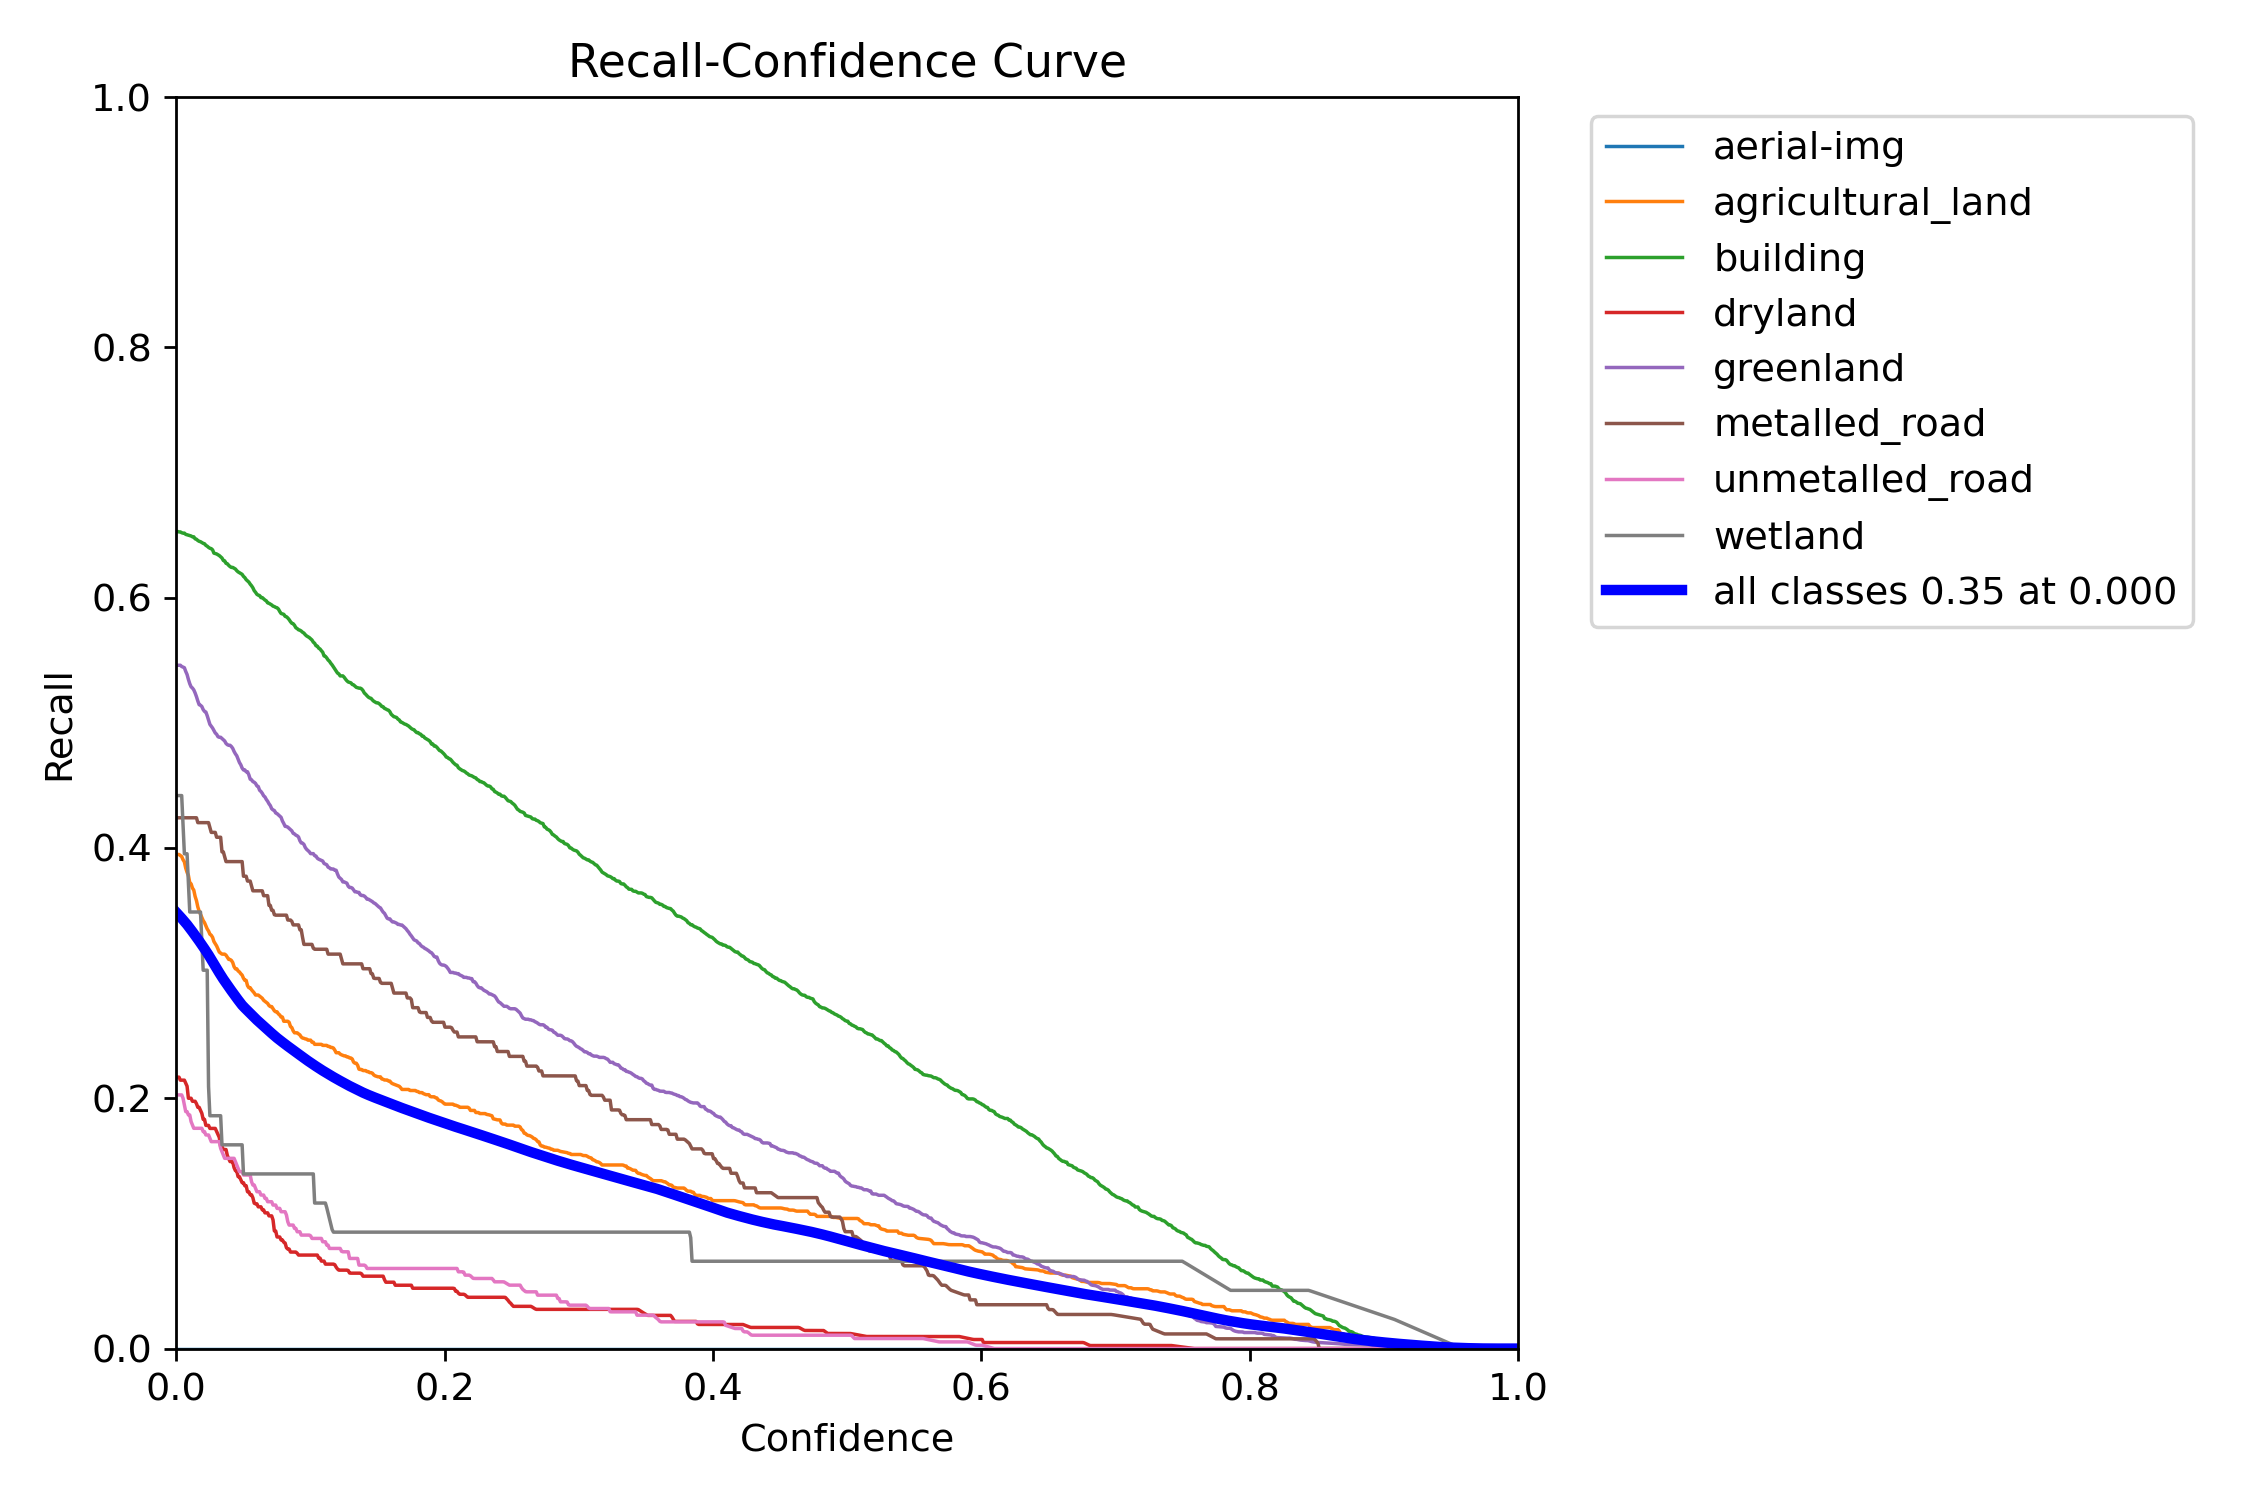 Recall-Confidence Curve
1.0
0.8
0.6
0.4
0.2
0.0
Recall
0.0 0.2 0.4 0.6 0.8 1.0
Confidence
aerial-img
agricultural_land
building
dryland
greenland
metalled_road
unmetalled_road
wetland
all classes 0.35 at 0.000